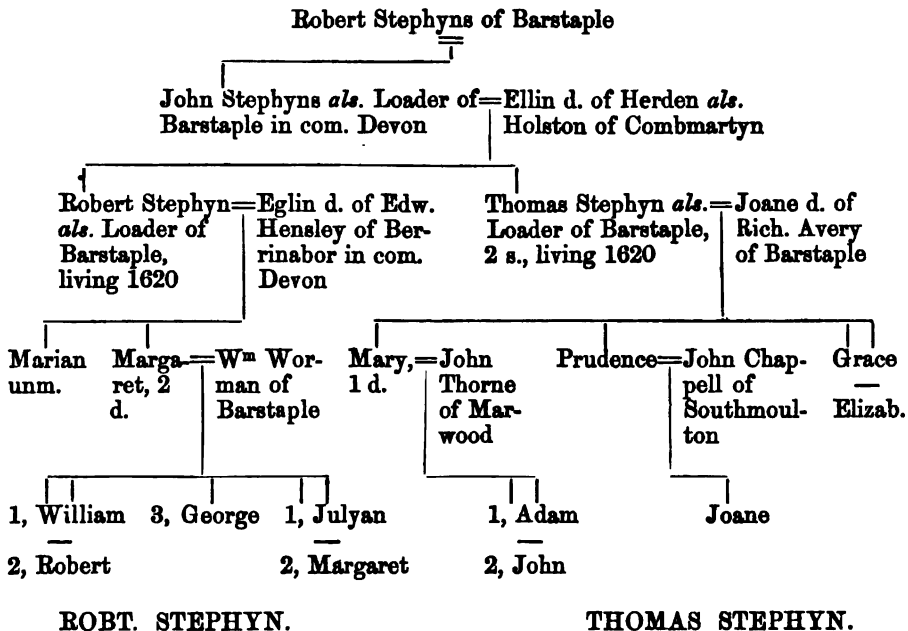 Robert Stephyns of Barstaple
John Stephyns als. Loader of=Ellin d. of Herden als.
Barstaple in com. Devon Holston of Combmartyn
Robert Stephyn=Eglin d. of Edw. Thomas Stephyn als.=Joane d. of
als. Loader of Hensley of Ber- Loader of Barstaple, Rich. Avery
Barstaple, rinabor in com. 2 s., living 1620 of Barstaple
living 1620 Devon
Marian Marga-=Wm Wor- Mary,=John Prudence=John Chap- Grace
unm. ret, 2 man of 1 d. Thorne pell of —
d. Barstaple of Mar- Southmoul- Elizab.
wood ton
1, William 3, George 1, Julyan 1, Adam Joane
— — —
2, Robert 2, Margaret 2, John
ROBT. STEPHYN. THOMAS STEPHYN.